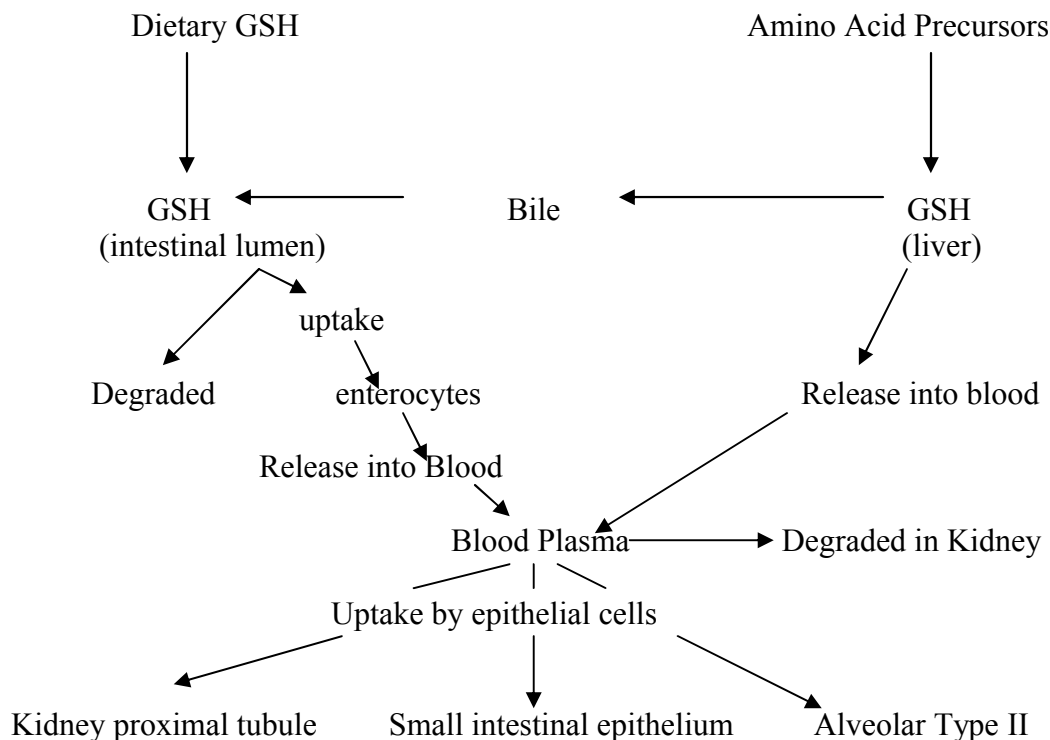 Dietary GSH
Amino Acid Precursors
GSH
(intestinal lumen)
Bile
GSH
(liver)
uptake
Degraded
enterocytes
Release into blood
Release into Blood
Blood Plasma
Degraded in Kidney
Uptake by epithelial cells
Kidney proximal tubule
Small intestinal epithelium
Alveolar Type II